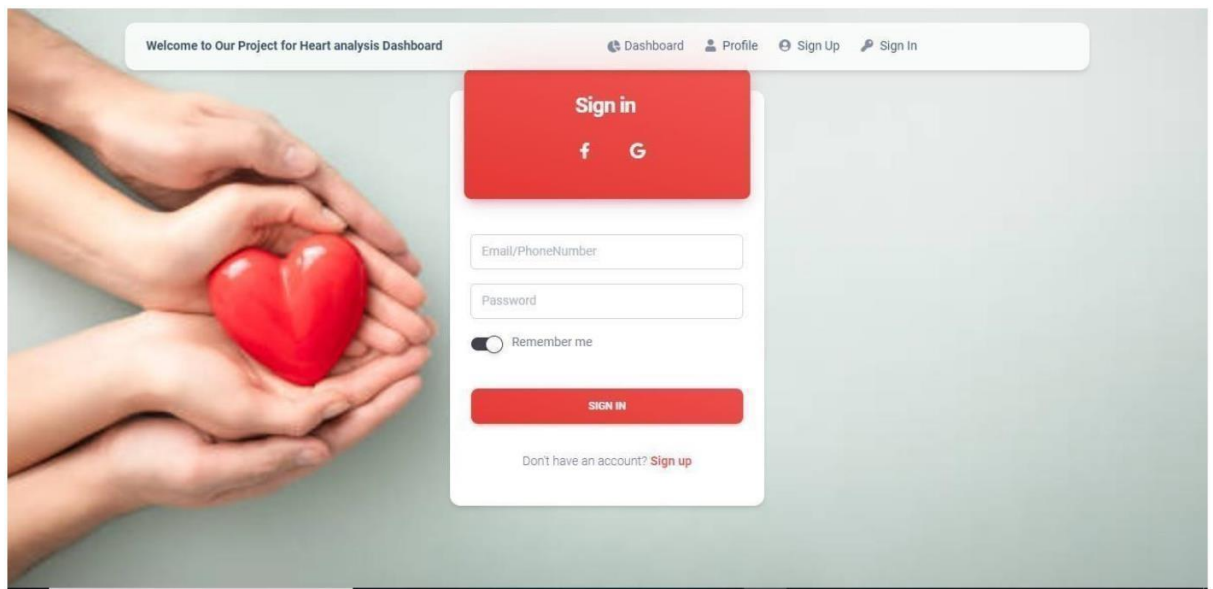 Welcome to Our Project for Heart analysis Dashboard
Dashboard
Profile
Sign Up
Sign In
Sign in
f G
Email/PhoneNumber
Password
Remember me
SIGN IN
Don't have an account? Sign up